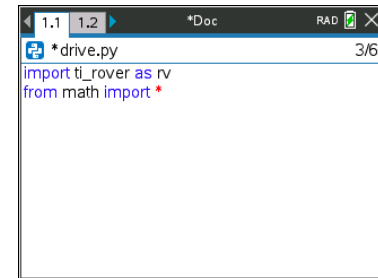 1.1 1.2 *Doc RAD
*drive.py 3/6
import ti_rover as rv
from math import *